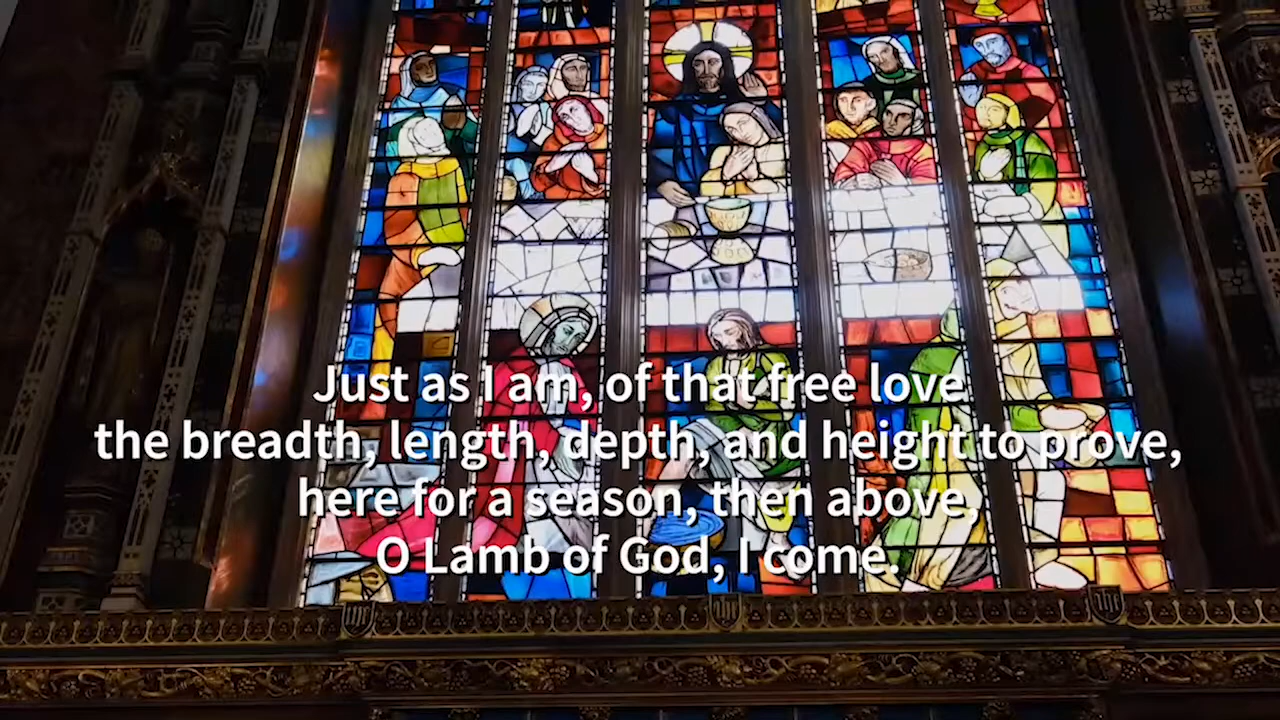 Just as I am, of that free love
the breadth, length, depth, and height to prove,
here for a season, then above,
O Lamb of God, I come.